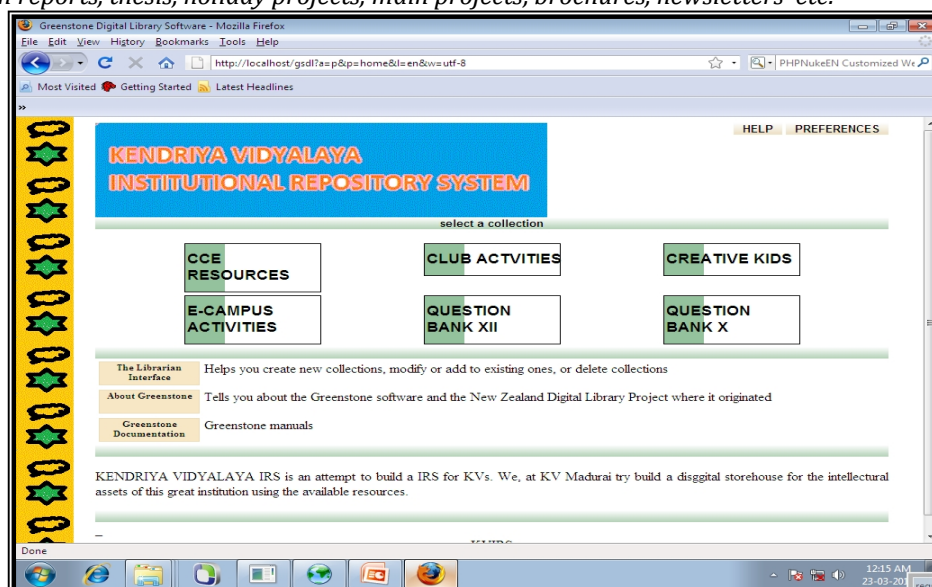 reports, thesis, holiday projects, main projects, brochures, newsletters etc.
Greenstone Digital Library Software - Mozilla Firefox
File Edit View History Bookmarks Tools Help
http://localhost/gsdl?a=p&p=home&l=en&w=utf-8
PHPNukeEN Customized We
Most Visited Getting Started Latest Headlines
»
HELP PREFERENCES
KENDRIYA VIDYALAYA
INSTITUTIONAL REPOSITORY SYSTEM
select a collection
CCE RESOURCES
CLUB ACTVITIES
CREATIVE KIDS
E-CAMPUS ACTIVITIES
QUESTION BANK XII
QUESTION BANK X
The Librarian Interface
Helps you create new collections, modify or add to existing ones, or delete collections
About Greenstone
Tells you about the Greenstone software and the New Zealand Digital Library Project where it originated
Greenstone Documentation
Greenstone manuals
KENDRIYA VIDYALAYA IRS is an attempt to build a IRS for KVs. We, at KV Madurai try build a disggital storehouse for the intellectural
assets of this great institution using the available resources.
Done
12:15 AM
23-03-201